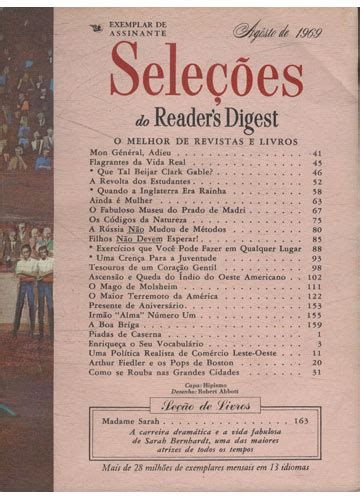 EXEMPLAR DE
ASSINANTE
Agôsto de 1969
Seleções
do Reader's Digest
O MELHOR DE REVISTAS E LIVROS
Mon Général, Adieu . . . 41
Flagrantes da Vida Real . . . 45
* Que Tal Beijar Clark Gable? . . . 46
A Revolta dos Estudantes . . . 52
* Quando a Inglaterra Era Rainha . . . 58
Ainda é Mulher . . . 63
O Fabuloso Museu do Prado de Madri . . . 67
Os Códigos da Natureza . . . 75
A Rússia Não Mudou de Métodos . . . 80
Filhos Não Devem Esperar! . . . 85
* Exercícios que Você Pode Fazer em Qualquer Lugar 88
* Uma Crença para a Juventude . . . 93
Tesouros de um Coração Gentil . . . 98
Ascensão e Queda do Índio do Oeste Americano . . . 102
O Mago de Molsheim . . . 111
O Maior Terremoto da América . . . 122
Presente de Aniversário . . . 153
Irmão "Alma" Número Um . . . 155
A Boa Briga . . . 159
Piadas de Caserna . . . 1
Enriqueça o Seu Vocabulário . . . 3
Uma Política Realista de Comércio Leste-Oeste . . . 11
Arthur Fiedler e os Pops de Boston . . . 20
Como se Rouba nas Grandes Cidades . . . 31
Capa: Hipismo
Desenho: Robert Abbott
Seção de Livros
Madame Sarah . . . 163
A carreira dramática e a vida fabulosa
de Sarah Bernhardt, uma das maiores
atrizes de todos os tempos
Mais de 28 milhões de exemplares mensais em 13 idiomas